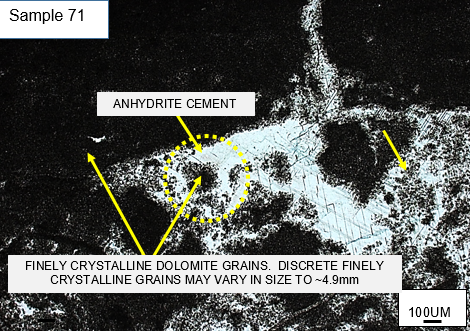 Sample 71
ANHYDRITE CEMENT
FINELY CRYSTALLINE DOLOMITE GRAINS. DISCRETE FINELY
CRYSTALLINE GRAINS MAY VARY IN SIZE TO ~4.9mm
100UM